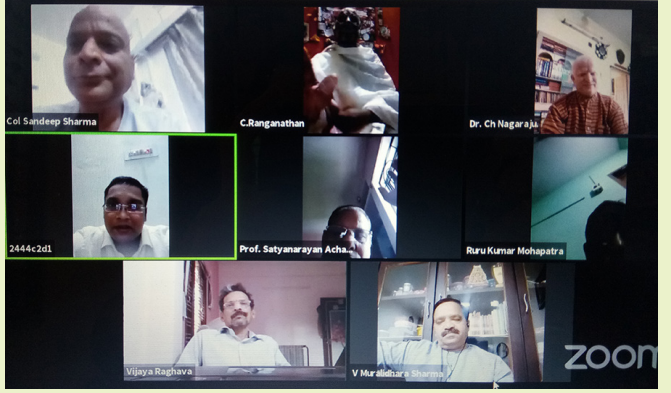 Col Sandeep Sharma
C.Ranganathan
Dr. Ch Nagaraju
2444c2d1
Prof. Satyanarayan Acha...
Ruru Kumar Mohapatra
Vijaya Raghava
V Muralidhara Sharma
zoom